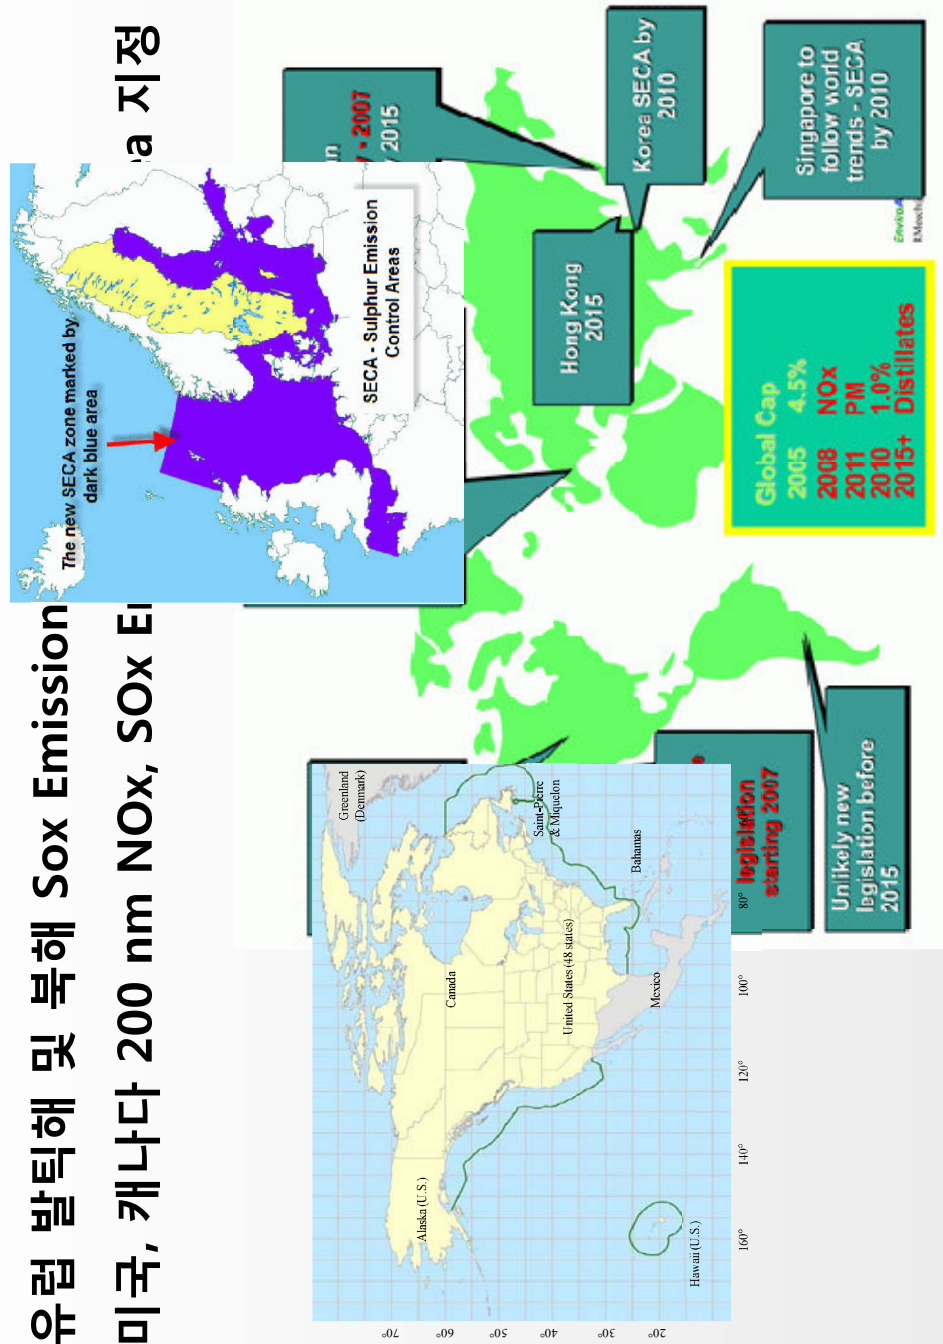 유럽 발틱해 및 북해 Sox Emission
미국, 캐나다 200 nm NOx, SOx
지정
The new SECA zone marked by
dark blue area
SECA - Sulphur Emission
Control Areas
2007
2015
Korea SECA by
2010
Singapore to
follow world
trends - SECA
by 2010
Hong Kong
2015
Global Cap
2005 4.5%
2008 NOx
2011 PM
2010 1.0%
2015+ Distillates
legislation
starting 2007
Unlikely new
legislation before
2015
Greenland
(Denmark)
Saint-Pierre
& Miquelon
Bahamas
Alaska (U.S.)
Canada
United States (48 states)
Mexico
Hawaii (U.S.)
70°
60°
50°
40°
30°
20°
160°
140°
120°
100°
80°